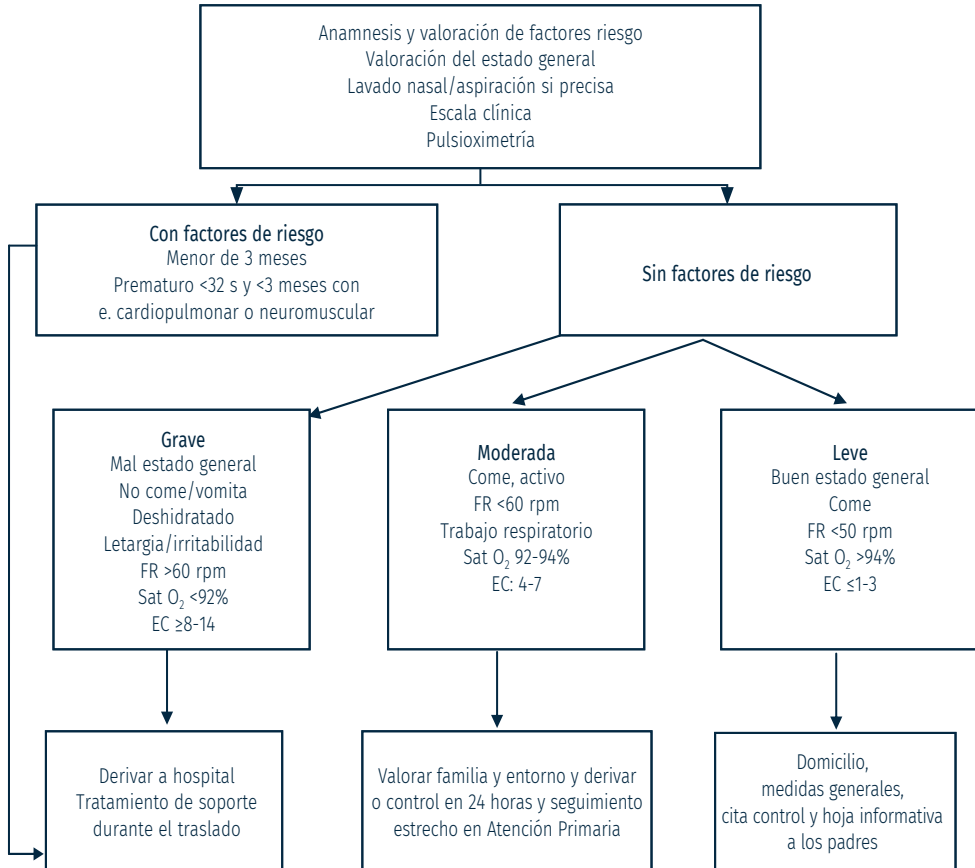 Anamnesis y valoración de factores riesgo
Valoración del estado general
Lavado nasal/aspiración si precisa
Escala clínica
Pulsioximetría
Con factores de riesgo
Menor de 3 meses
Prematuro <32 s y <3 meses con
e. cardiopulmonar o neuromuscular
Sin factores de riesgo
Grave
Mal estado general
No come/vomita
Deshidratado
Letargia/irritabilidad
FR >60 rpm
Sat O₂ <92%
EC ≥8-14
Moderada
Come, activo
FR <60 rpm
Trabajo respiratorio
Sat O₂ 92-94%
EC: 4-7
Leve
Buen estado general
Come
FR <50 rpm
Sat O₂ >94%
EC ≤1-3
Derivar a hospital
Tratamiento de soporte
durante el traslado
Valorar familia y entorno y derivar
o control en 24 horas y seguimiento
estrecho en Atención Primaria
Domicilio,
medidas generales,
cita control y hoja informativa
a los padres